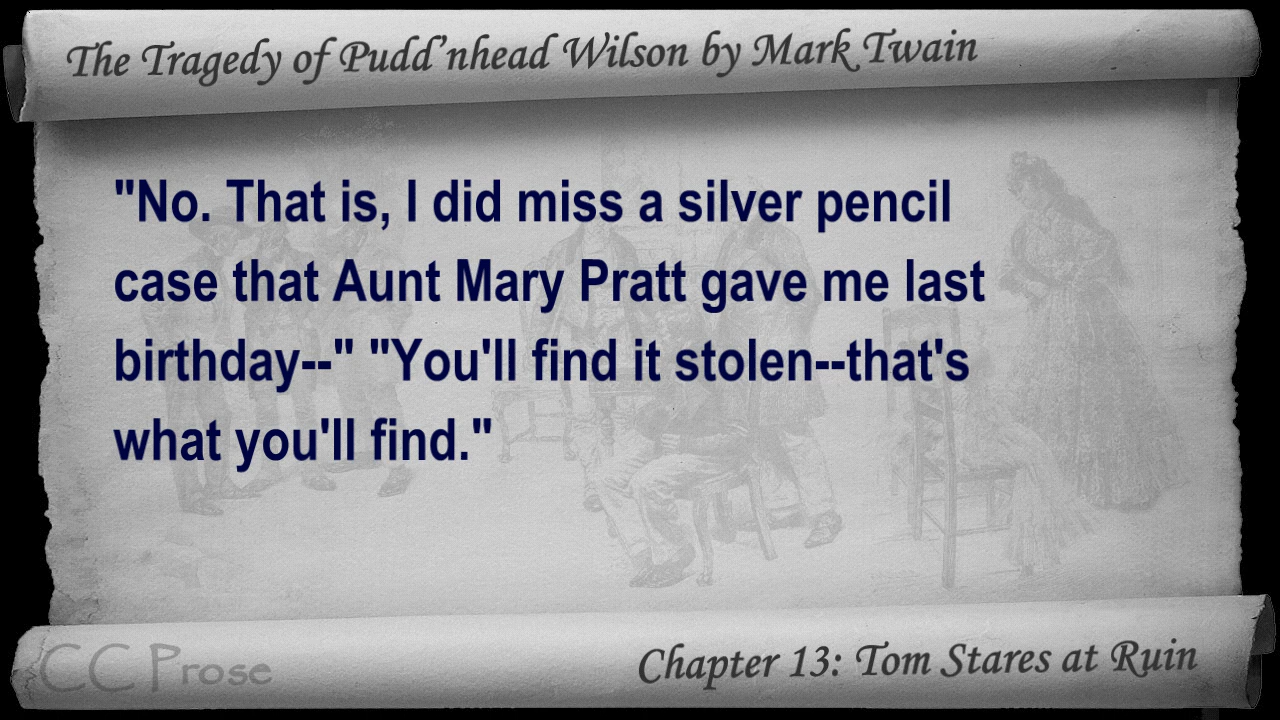 The Tragedy of Pudd'nhead Wilson by Mark Twain
"No. That is, I did miss a silver pencil
case that Aunt Mary Pratt gave me last
birthday--" "You'll find it stolen--that's
what you'll find."
CC Prose
Chapter 13: Tom Stares at Ruin